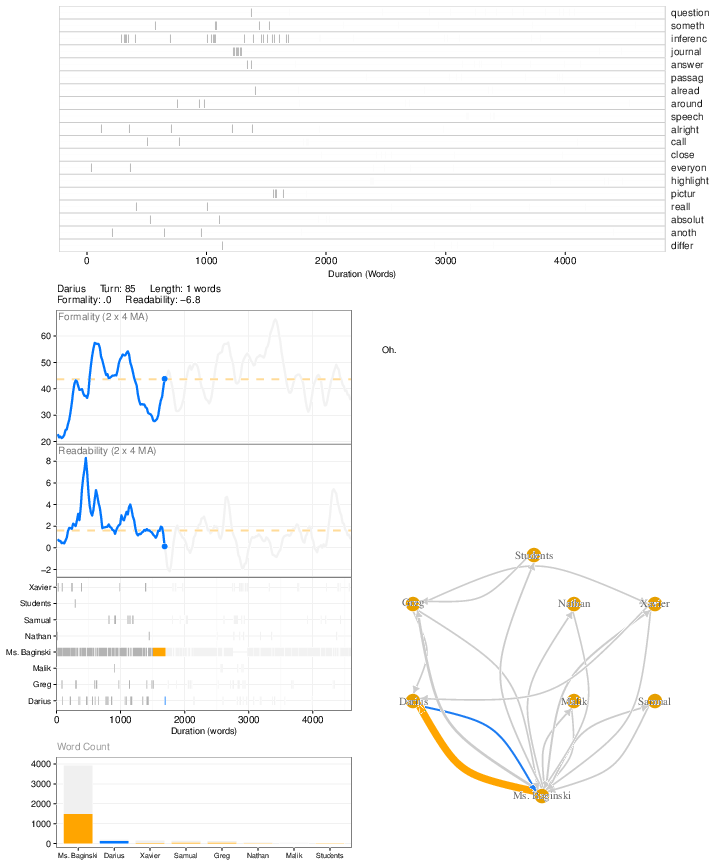 question
someth
inferenc
journal
answer
passag
alread
around
speech
alright
call
close
everyon
highlight
pictur
reall
absolut
anoth
differ
0 1000 2000 3000 4000
Duration (Words)
Darius Turn: 85 Length: 1 words
Formality: .0 Readability: −6.8
Formality (2 x 4 MA)
60
50
40
30
20
Oh.
Readability (2 x 4 MA)
8
6
4
2
0
−2
Xavier
Students
Samual
Nathan
Ms. Baginski
Malik
Greg
Darius
0 1000 2000 3000 4000
Duration (words)
Students
Greg Nathan Xavier
Darius Malik Samual
Ms. Baginski
Word Count
4000
3000
2000
1000
0
Ms. Baginski Darius Xavier Samual Greg Nathan Malik Students